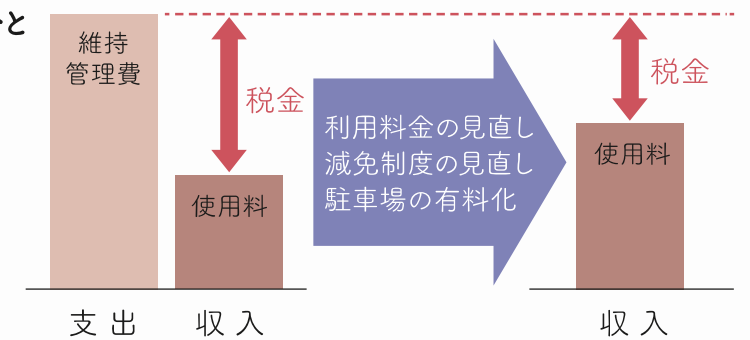 と
維持
管理費
税金
使用料
支出
収入
利用料金の見直し
減免制度の見直し
駐車場の有料化
税金
使用料
収入